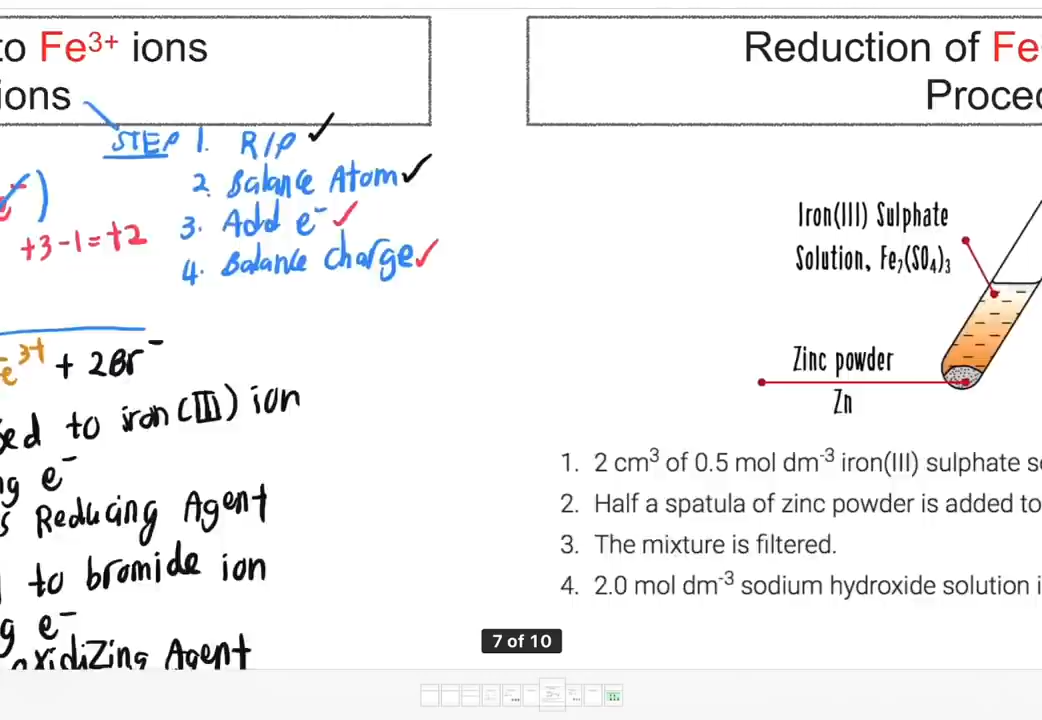 to Fe³⁺ ions
ions
STEP 1. R/P ✓
2. Balance Atom ✓
3. Add e⁻ ✓
4. Balance Charge ✓
+3-1=+2
+ 2Br⁻
to iron(III) ion
e⁻
Reducing Agent
to bromide ion
e⁻
oxidizing Agent
Reduction of Fe
Proced
Iron(III) Sulphate
Solution, Fe₂(SO₄)₃
Zinc powder
Zn
1. 2 cm³ of 0.5 mol dm⁻³ iron(III) sulphate s
2. Half a spatula of zinc powder is added to
3. The mixture is filtered.
4. 2.0 mol dm⁻³ sodium hydroxide solution i
7 of 10